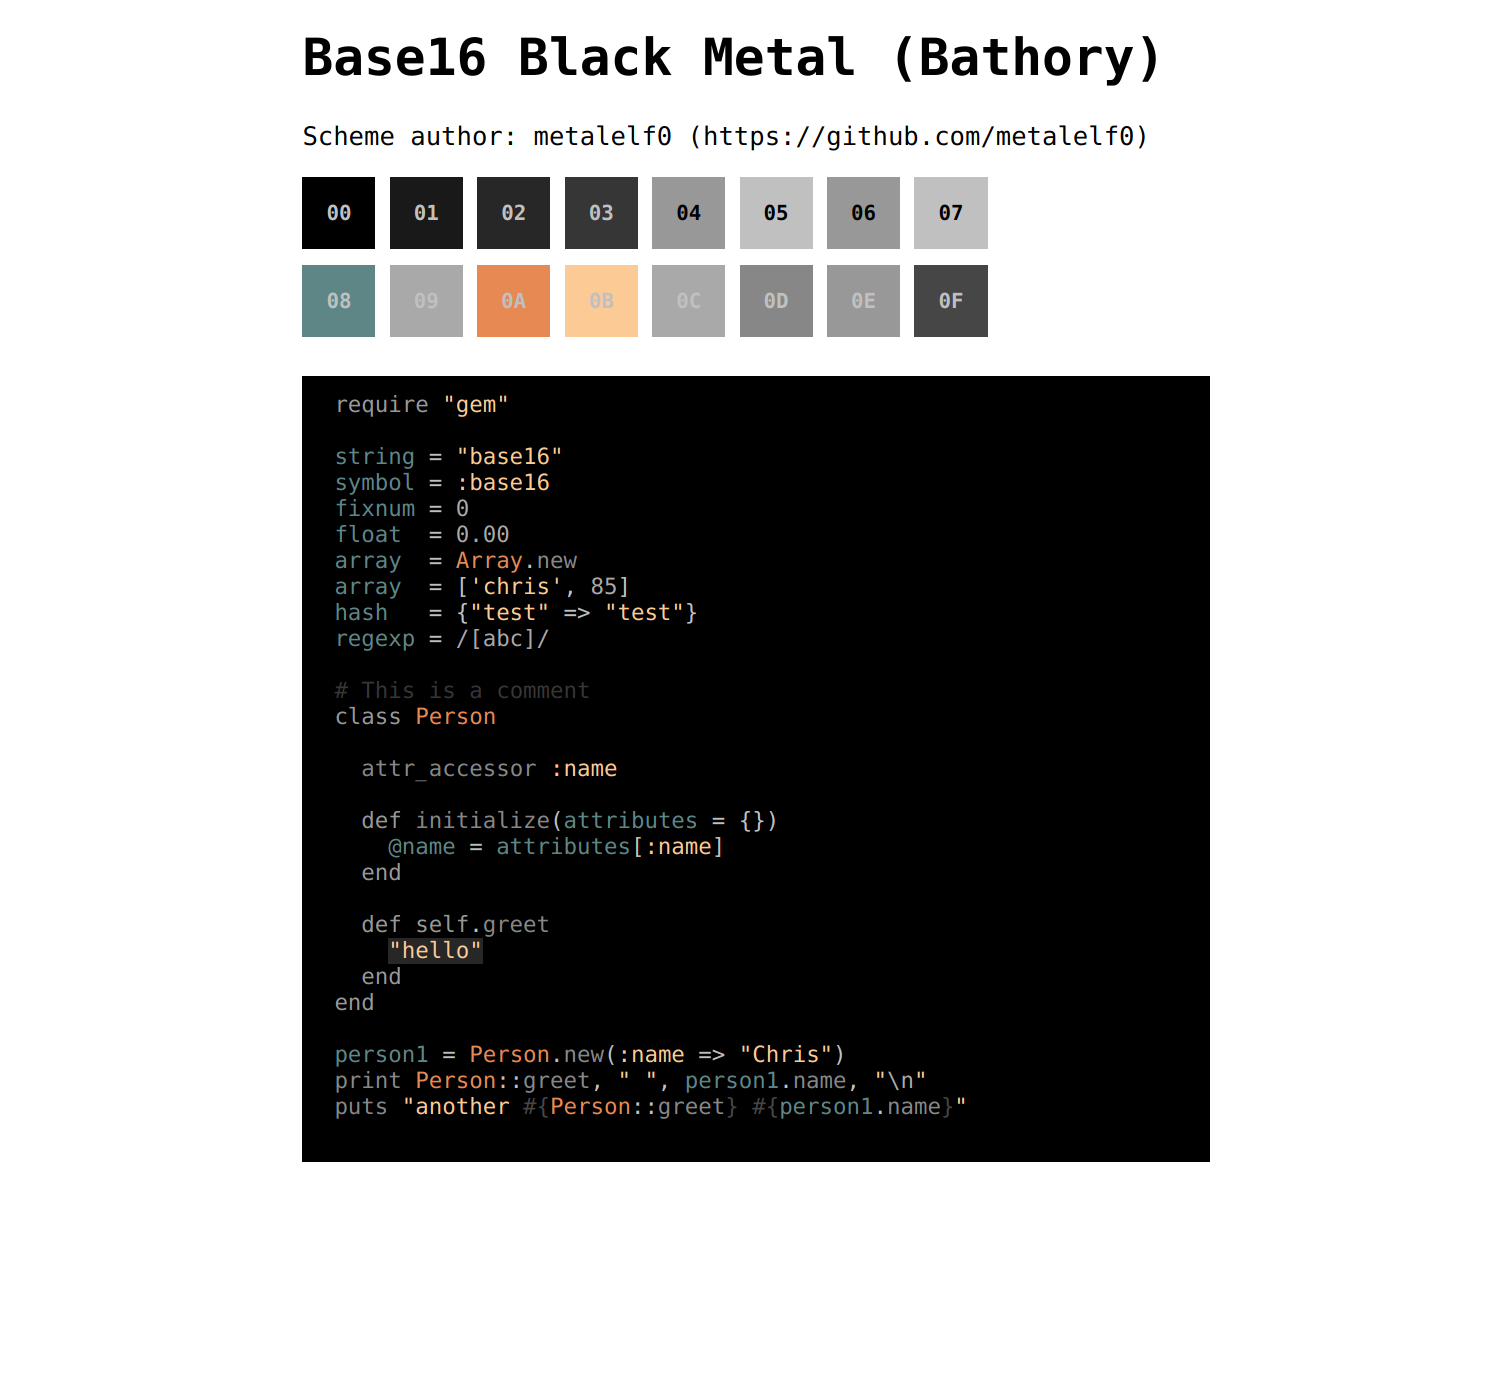 Base16 Black Metal (Bathory)
Scheme author: metalelf0 (https://github.com/metalelf0)
00 01 02 03 04 05 06 07
08 09 0A 0B 0C 0D 0E 0F
require "gem"
string = "base16"
symbol = :base16
fixnum = 0
float  = 0.00
array  = Array.new
array  = ['chris', 85]
hash   = {"test" => "test"}
regexp = /[abc]/
# This is a comment
class Person
  attr_accessor :name
  def initialize(attributes = {})
    @name = attributes[:name]
  end
  def self.greet
    "hello"
  end
end
person1 = Person.new(:name => "Chris")
print Person::greet, " ", person1.name, "\n"
puts "another #{Person::greet} #{person1.name}"